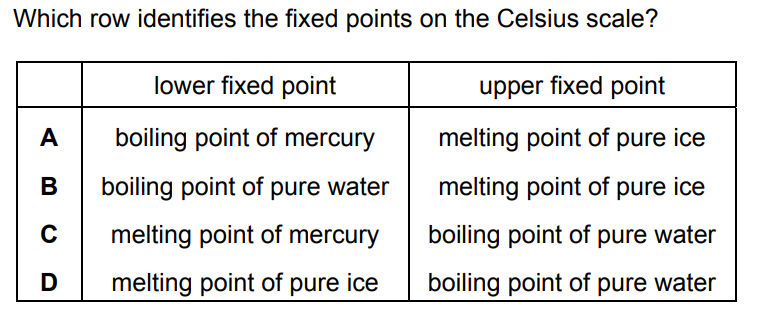 Which row identifies the fixed points on the Celsius scale?
lower fixed point upper fixed point
A boiling point of mercury melting point of pure ice
B boiling point of pure water melting point of pure ice
C melting point of mercury boiling point of pure water
D melting point of pure ice boiling point of pure water